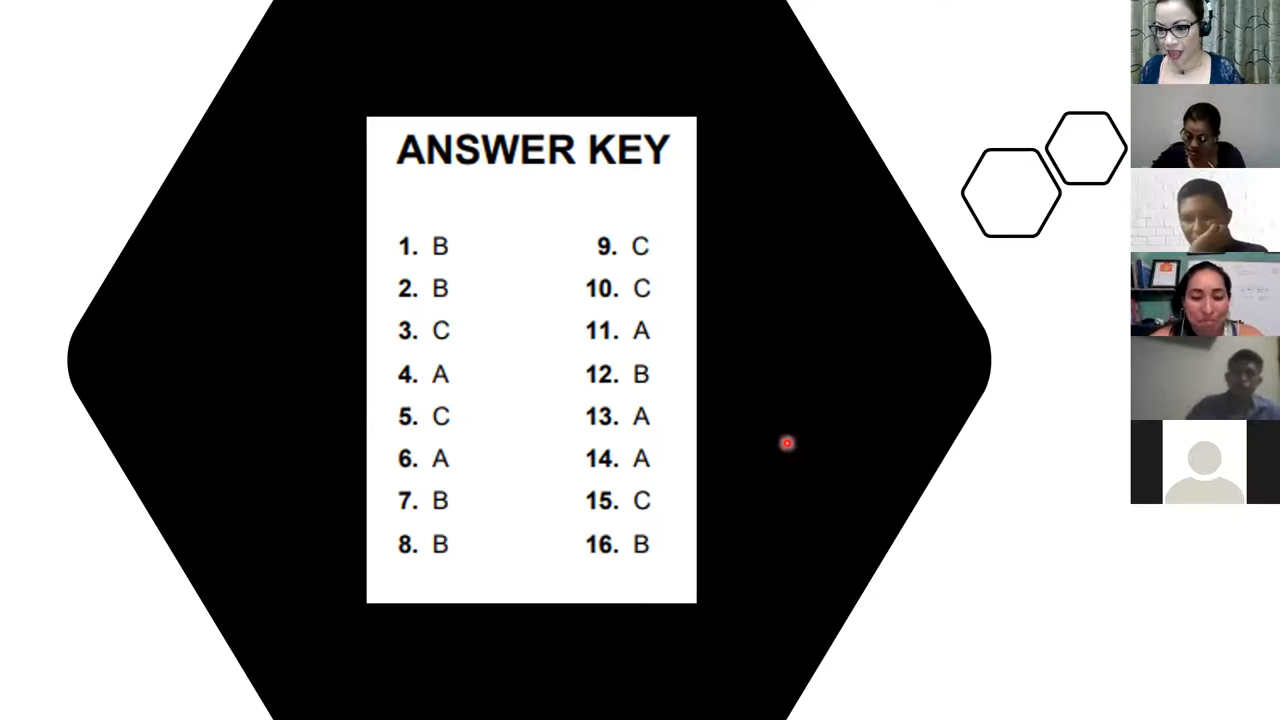 ANSWER KEY
1. B
2. B
3. C
4. A
5. C
6. A
7. B
8. B
9. C
10. C
11. A
12. B
13. A
14. A
15. C
16. B